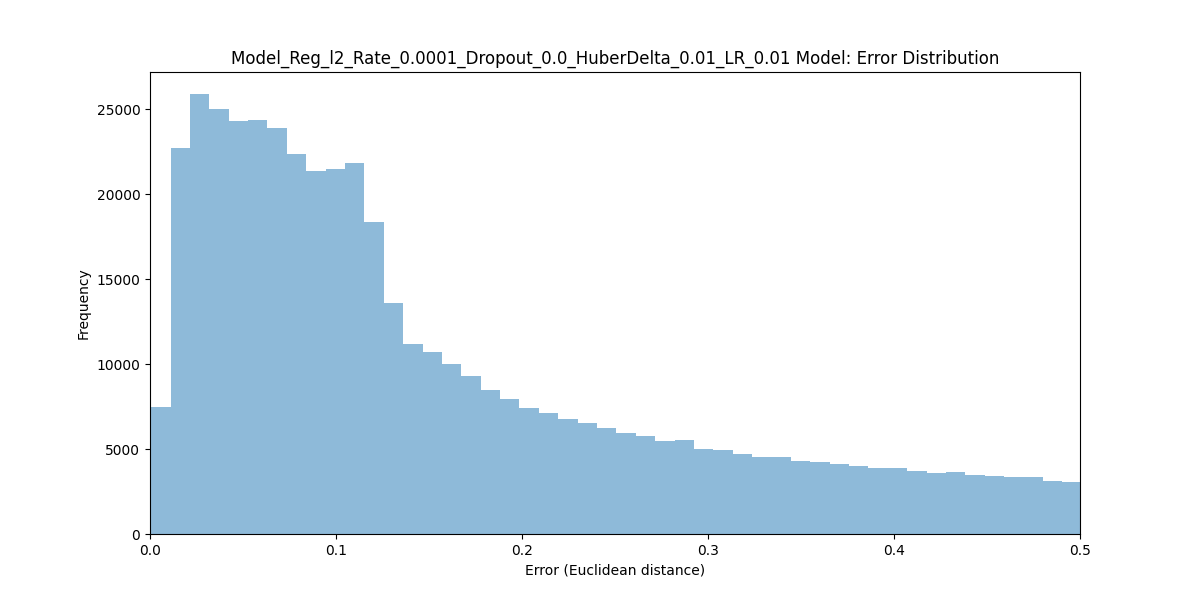 Model_Reg_l2_Rate_0.0001_Dropout_0.0_HuberDelta_0.01_LR_0.01 Model: Error Distribution
Frequency
25000
20000
15000
10000
5000
0
0.0 0.1 0.2 0.3 0.4 0.5
Error (Euclidean distance)